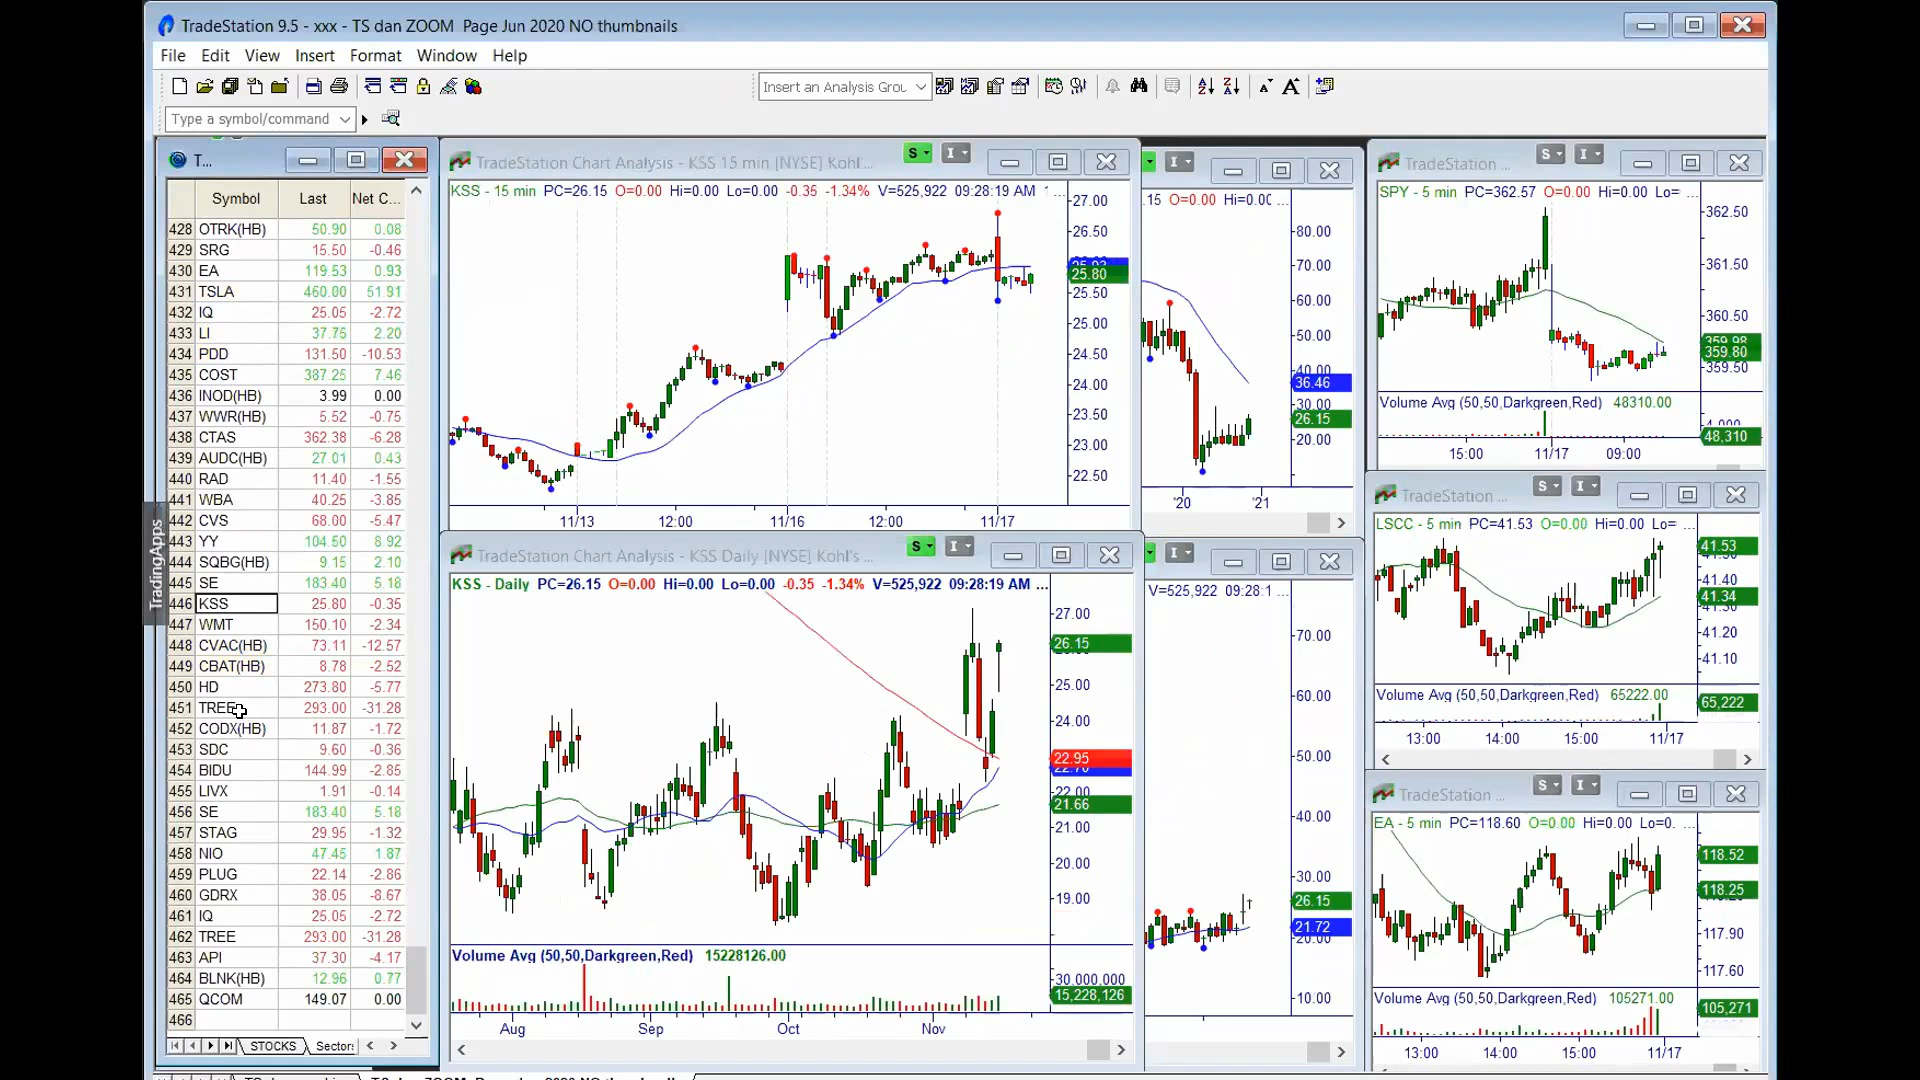 TradeStation 9.5 - xxx - TS dan ZOOM Page Jun 2020 NO thumbnails
File Edit View Insert Format Window Help
Insert an Analysis Grou
Type a symbol/command
TradingApps
T...
Symbol Last Net C...
428 OTRK(HB) 50.90 0.08
429 SRG 15.50 -0.46
430 EA 119.53 0.93
431 TSLA 460.00 51.91
432 IQ 25.05 -2.72
433 LI 37.75 2.20
434 PDD 131.50 -10.53
435 COST 387.25 7.46
436 INOD(HB) 3.99 0.00
437 WWR(HB) 5.52 -0.75
438 CTAS 362.38 -6.28
439 AUDC(HB) 27.01 0.43
440 RAD 11.40 -1.55
441 WBA 40.25 -3.85
442 CVS 68.00 -5.47
443 YY 104.50 8.92
444 SQBG(HB) 9.15 2.10
445 SE 183.40 5.18
446 KSS 25.80 -0.35
447 WMT 150.10 -2.34
448 CVAC(HB) 73.11 -12.57
449 CBAT(HB) 8.78 -2.52
450 HD 273.80 -5.77
451 TREE 293.00 -31.28
452 CODX(HB) 11.87 -1.72
453 SDC 9.60 -0.36
454 BIDU 144.99 -2.85
455 LIVX 1.91 -0.14
456 SE 183.40 5.18
457 STAG 29.95 -1.32
458 NIO 47.45 1.87
459 PLUG 22.14 -2.86
460 GDRX 38.05 -8.67
461 IQ 25.05 -2.72
462 TREE 293.00 -31.28
463 API 37.30 -4.17
464 BLNK(HB) 12.96 0.77
465 QCOM 149.07 0.00
466
STOCKS Sectors
TradeStation Chart Analysis - KSS 15 min [NYSE] Kohl's...
S I
KSS - 15 min PC=26.15 O=0.00 Hi=0.00 Lo=0.00 -0.35 -1.34% V=525,922 09:28:19 AM 1 ...
27.00
26.50
25.80
25.50
25.00
24.50
24.00
23.50
23.00
22.50
11/13 12:00 11/16 12:00 11/17
TradeStation Chart Analysis - KSS Daily [NYSE] Kohl's ...
S I
KSS - Daily PC=26.15 O=0.00 Hi=0.00 Lo=0.00 -0.35 -1.34% V=525,922 09:28:19 AM ...
27.00
26.15
25.00
24.00
22.95
22.00
21.66
21.00
20.00
19.00
Volume Avg (50,50,Darkgreen,Red) 15228126.00
30,000,000
15,228,126
Aug Sep Oct Nov
I
.15 O=0.00 Hi=0.00 ...
80.00
70.00
60.00
50.00
40.00
36.46
30.00
26.15
20.00
'20 '21
I
V=525,922 09:28:1 ...
70.00
60.00
50.00
40.00
30.00
26.15
21.72
20.00
10.00
TradeStation ...
S I
SPY - 5 min PC=362.57 O=0.00 Hi=0.00 Lo= ...
362.50
361.50
360.50
359.98
359.80
359.50
Volume Avg (50,50,Darkgreen,Red) 48310.00
48,310
15:00 11/17 09:00
TradeStation ...
S I
LSCC - 5 min PC=41.53 O=0.00 Hi=0.00 Lo= ...
41.53
41.40
41.34
41.30
41.20
41.10
Volume Avg (50,50,Darkgreen,Red) 65222.00
65,222
13:00 14:00 15:00 11/17
TradeStation ...
S I
EA - 5 min PC=118.60 O=0.00 Hi=0.00 Lo=0. ...
118.52
118.25
117.90
117.60
Volume Avg (50,50,Darkgreen,Red) 105271.00
105,271
13:00 14:00 15:00 11/17